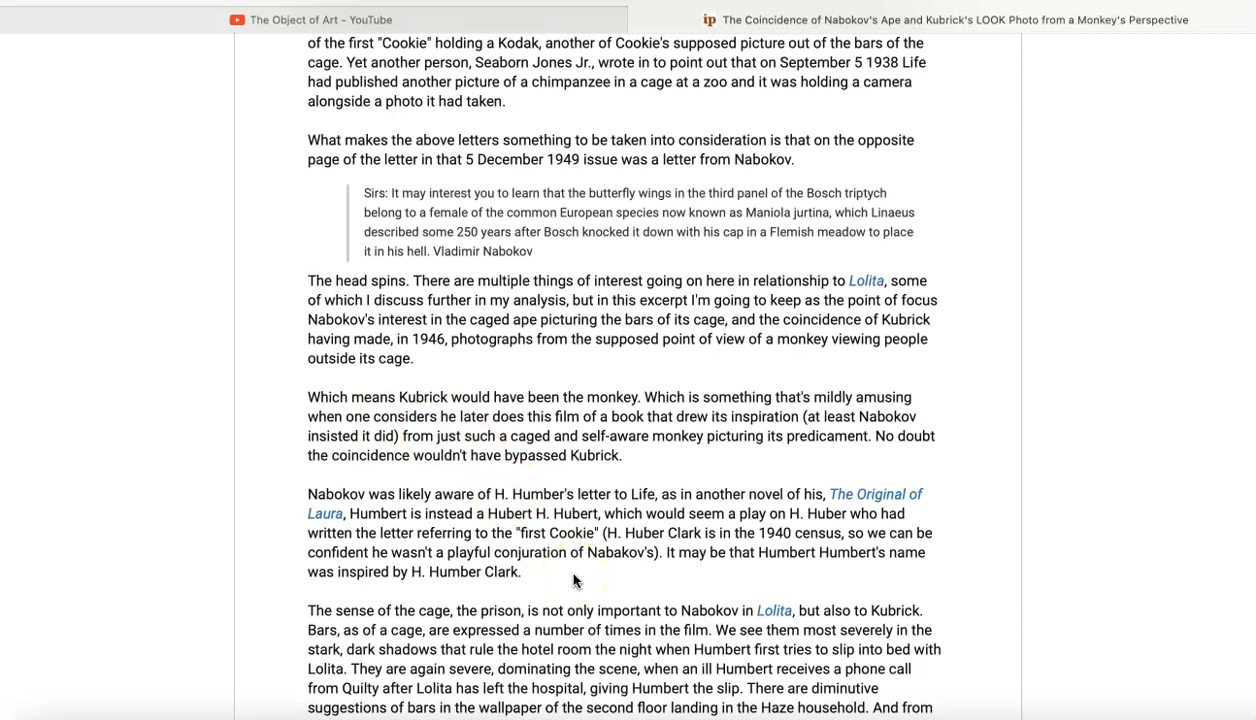 The Object of Art - YouTube
ip The Coincidence of Nabokov's Ape and Kubrick's LOOK Photo from a Monkey's Perspective
of the first "Cookie" holding a Kodak, another of Cookie's supposed picture out of the bars of the
cage. Yet another person, Seaborn Jones Jr., wrote in to point out that on September 5 1938 Life
had published another picture of a chimpanzee in a cage at a zoo and it was holding a camera
alongside a photo it had taken.
What makes the above letters something to be taken into consideration is that on the opposite
page of the letter in that 5 December 1949 issue was a letter from Nabokov.
Sirs: It may interest you to learn that the butterfly wings in the third panel of the Bosch triptych
belong to a female of the common European species now known as Maniola jurtina, which Linaeus
described some 250 years after Bosch knocked it down with his cap in a Flemish meadow to place
it in his hell. Vladimir Nabokov
The head spins. There are multiple things of interest going on here in relationship to Lolita, some
of which I discuss further in my analysis, but in this excerpt I'm going to keep as the point of focus
Nabokov's interest in the caged ape picturing the bars of its cage, and the coincidence of Kubrick
having made, in 1946, photographs from the supposed point of view of a monkey viewing people
outside its cage.
Which means Kubrick would have been the monkey. Which is something that's mildly amusing
when one considers he later does this film of a book that drew its inspiration (at least Nabokov
insisted it did) from just such a caged and self-aware monkey picturing its predicament. No doubt
the coincidence wouldn't have bypassed Kubrick.
Nabokov was likely aware of H. Humber's letter to Life, as in another novel of his, The Original of
Laura, Humbert is instead a Hubert H. Hubert, which would seem a play on H. Huber who had
written the letter referring to the "first Cookie" (H. Huber Clark is in the 1940 census, so we can be
confident he wasn't a playful conjuration of Nabakov's). It may be that Humbert Humbert's name
was inspired by H. Humber Clark.
The sense of the cage, the prison, is not only important to Nabokov in Lolita, but also to Kubrick.
Bars, as of a cage, are expressed a number of times in the film. We see them most severely in the
stark, dark shadows that rule the hotel room the night when Humbert first tries to slip into bed with
Lolita. They are again severe, dominating the scene, when an ill Humbert receives a phone call
from Quilty after Lolita has left the hospital, giving Humbert the slip. There are diminutive
suggestions of bars in the wallpaper of the second floor landing in the Haze household. And from